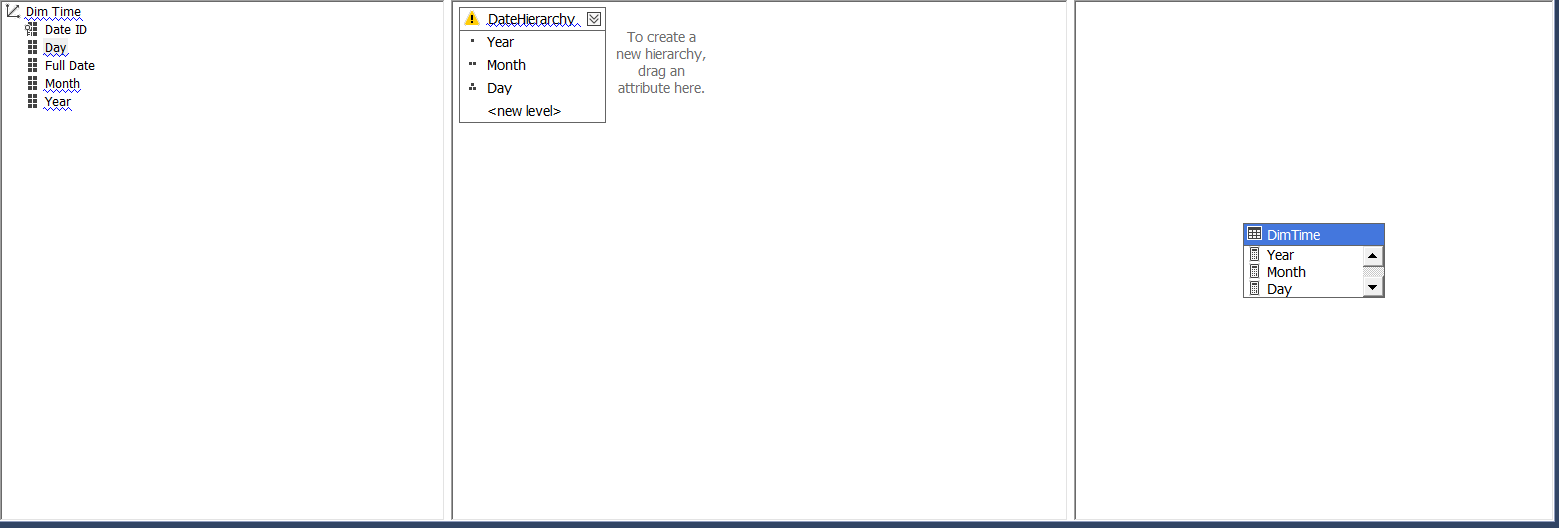 Dim Time
Date ID
Day
Full Date
Month
Year
DateHierarchy
Year
Month
Day
<new level>
To create a
new hierarchy,
drag an
attribute here.
DimTime
Year
Month
Day